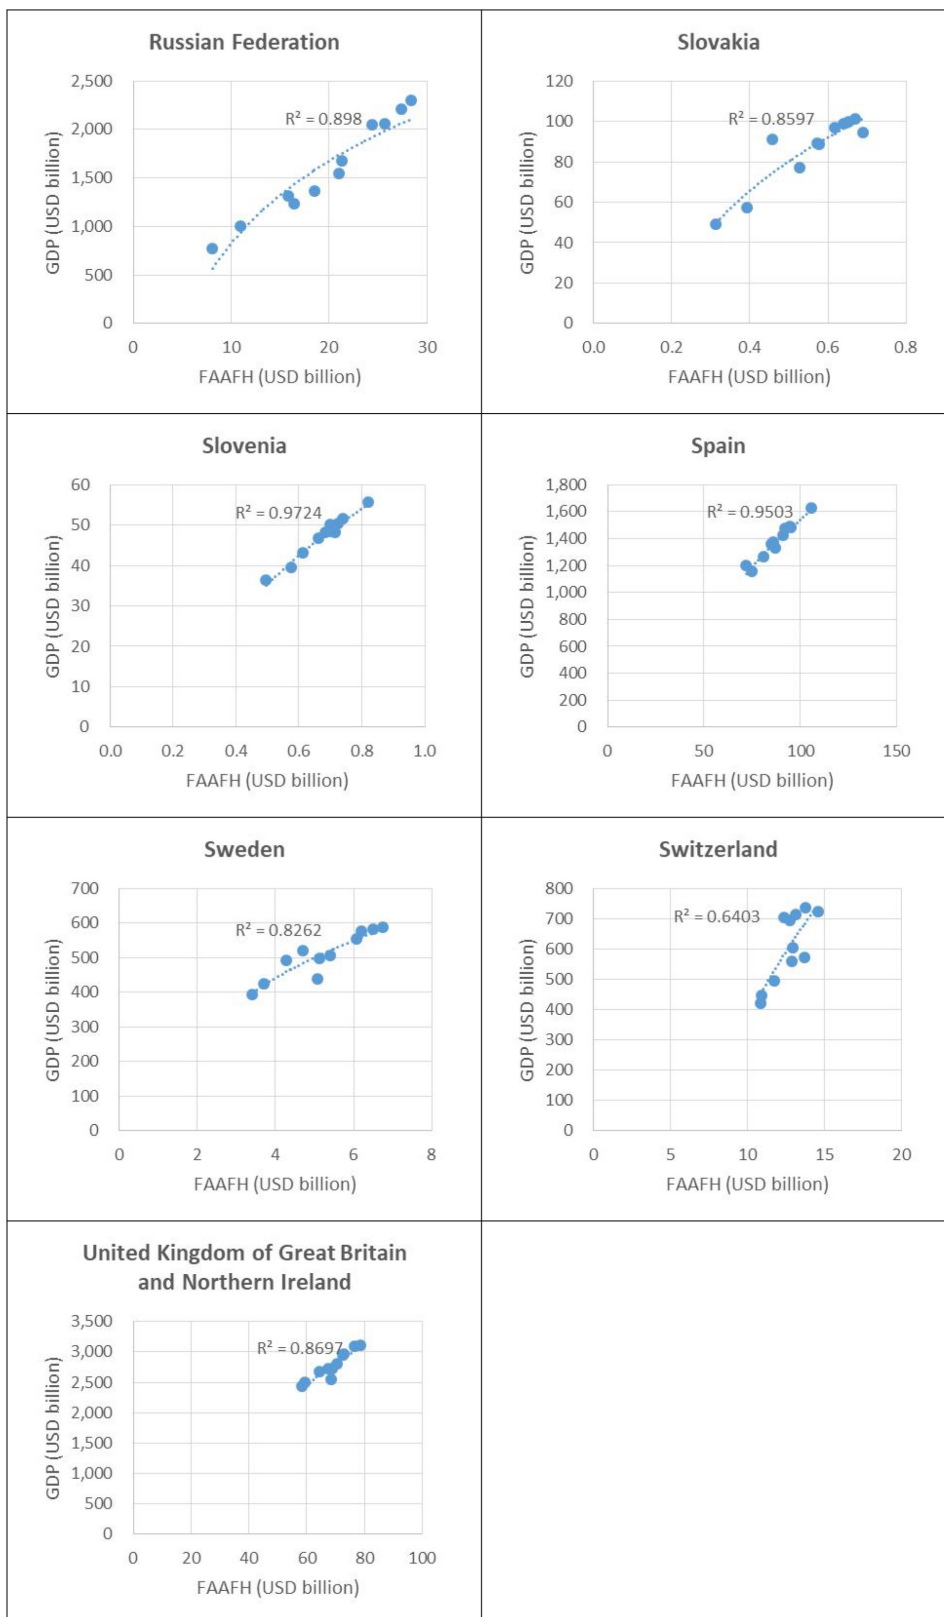 Russian Federation
2,500
2,000
1,500
1,000
500
0
GDP (USD billion)
R² = 0.898
0 10 20 30
FAAFH (USD billion)
Slovakia
120
100
80
60
40
20
0
GDP (USD billion)
R² = 0.8597
0.0 0.2 0.4 0.6 0.8
FAAFH (USD billion)
Slovenia
60
50
40
30
20
10
0
GDP (USD billion)
R² = 0.9724
0.0 0.2 0.4 0.6 0.8 1.0
FAAFH (USD billion)
Spain
1,800
1,600
1,400
1,200
1,000
800
600
400
200
0
GDP (USD billion)
R² = 0.9503
0 50 100 150
FAAFH (USD billion)
Sweden
700
600
500
400
300
200
100
0
GDP (USD billion)
R² = 0.8262
0 2 4 6 8
FAAFH (USD billion)
Switzerland
800
700
600
500
400
300
200
100
0
GDP (USD billion)
R² = 0.6403
0 5 10 15 20
FAAFH (USD billion)
United Kingdom of Great Britain
and Northern Ireland
3,500
3,000
2,500
2,000
1,500
1,000
500
0
GDP (USD billion)
R² = 0.8697
0 20 40 60 80 100
FAAFH (USD billion)